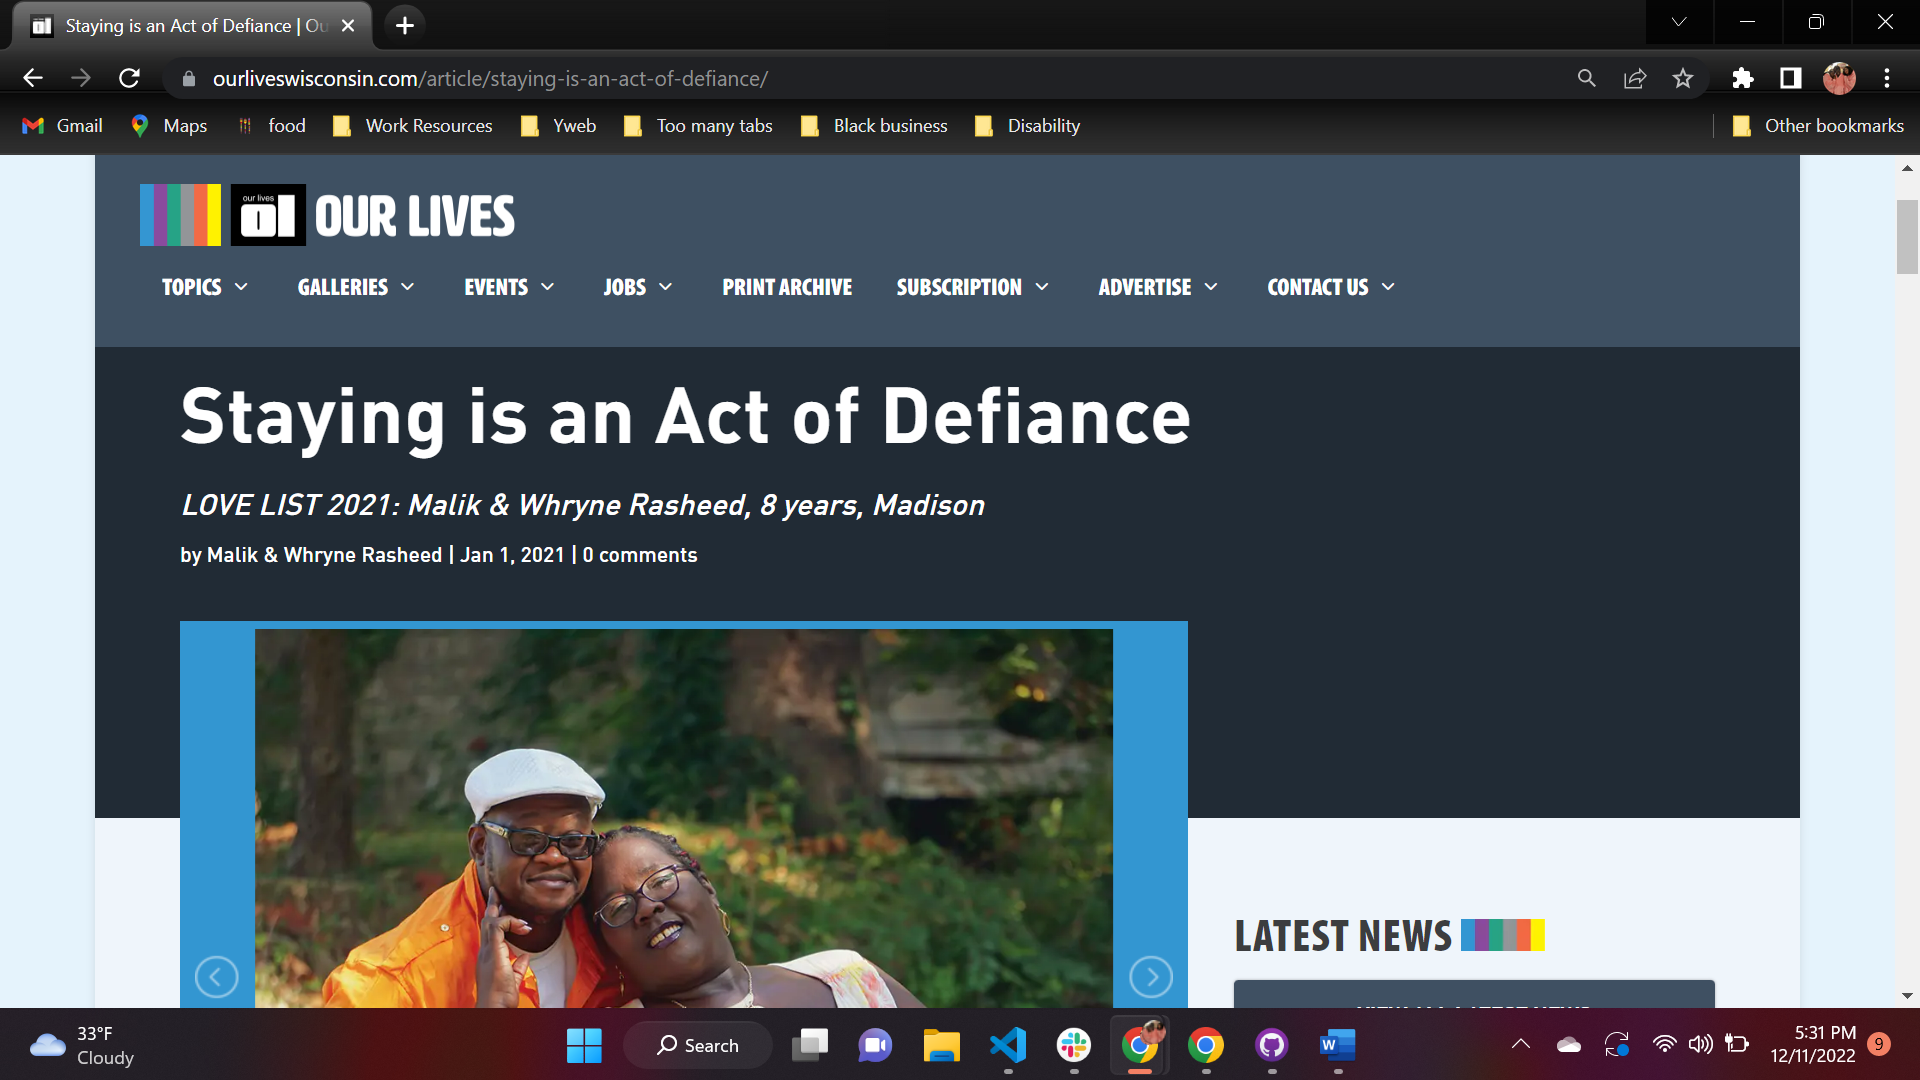 Staying is an Act of Defiance | Ou
ourliveswisconsin.com/article/staying-is-an-act-of-defiance/
Gmail Maps food Work Resources Yweb Too many tabs Black business Disability Other bookmarks
our lives
ol OUR LIVES
TOPICS GALLERIES EVENTS JOBS PRINT ARCHIVE SUBSCRIPTION ADVERTISE CONTACT US
Staying is an Act of Defiance
LOVE LIST 2021: Malik & Whryne Rasheed, 8 years, Madison
by Malik & Whryne Rasheed | Jan 1, 2021 | 0 comments
LATEST NEWS
33°F
Cloudy
Search
W
5:31 PM
12/11/2022
9